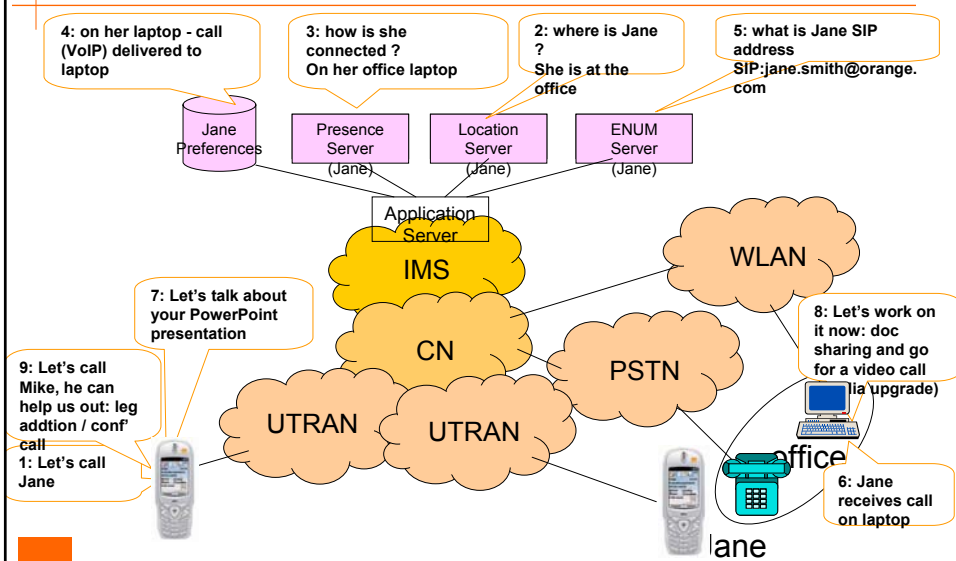 4: on her laptop - call
(VoIP) delivered to
laptop
3: how is she
connected ?
On her office laptop
2: where is Jane
?
She is at the
office
5: what is Jane SIP
address
SIP:jane.smith@orange.
com
Jane
Preferences
Presence
Server
(Jane)
Location
Server
(Jane)
ENUM
Server
(Jane)
Application
Server
IMS
WLAN
7: Let's talk about
your PowerPoint
presentation
8: Let's work on
it now: doc
sharing and go
for a video call
lia upgrade)
CN
PSTN
9: Let's call
Mike, he can
help us out: leg
addtion / conf'
call
1: Let's call
Jane
UTRAN
UTRAN
office
6: Jane
receives call
on laptop
Jane